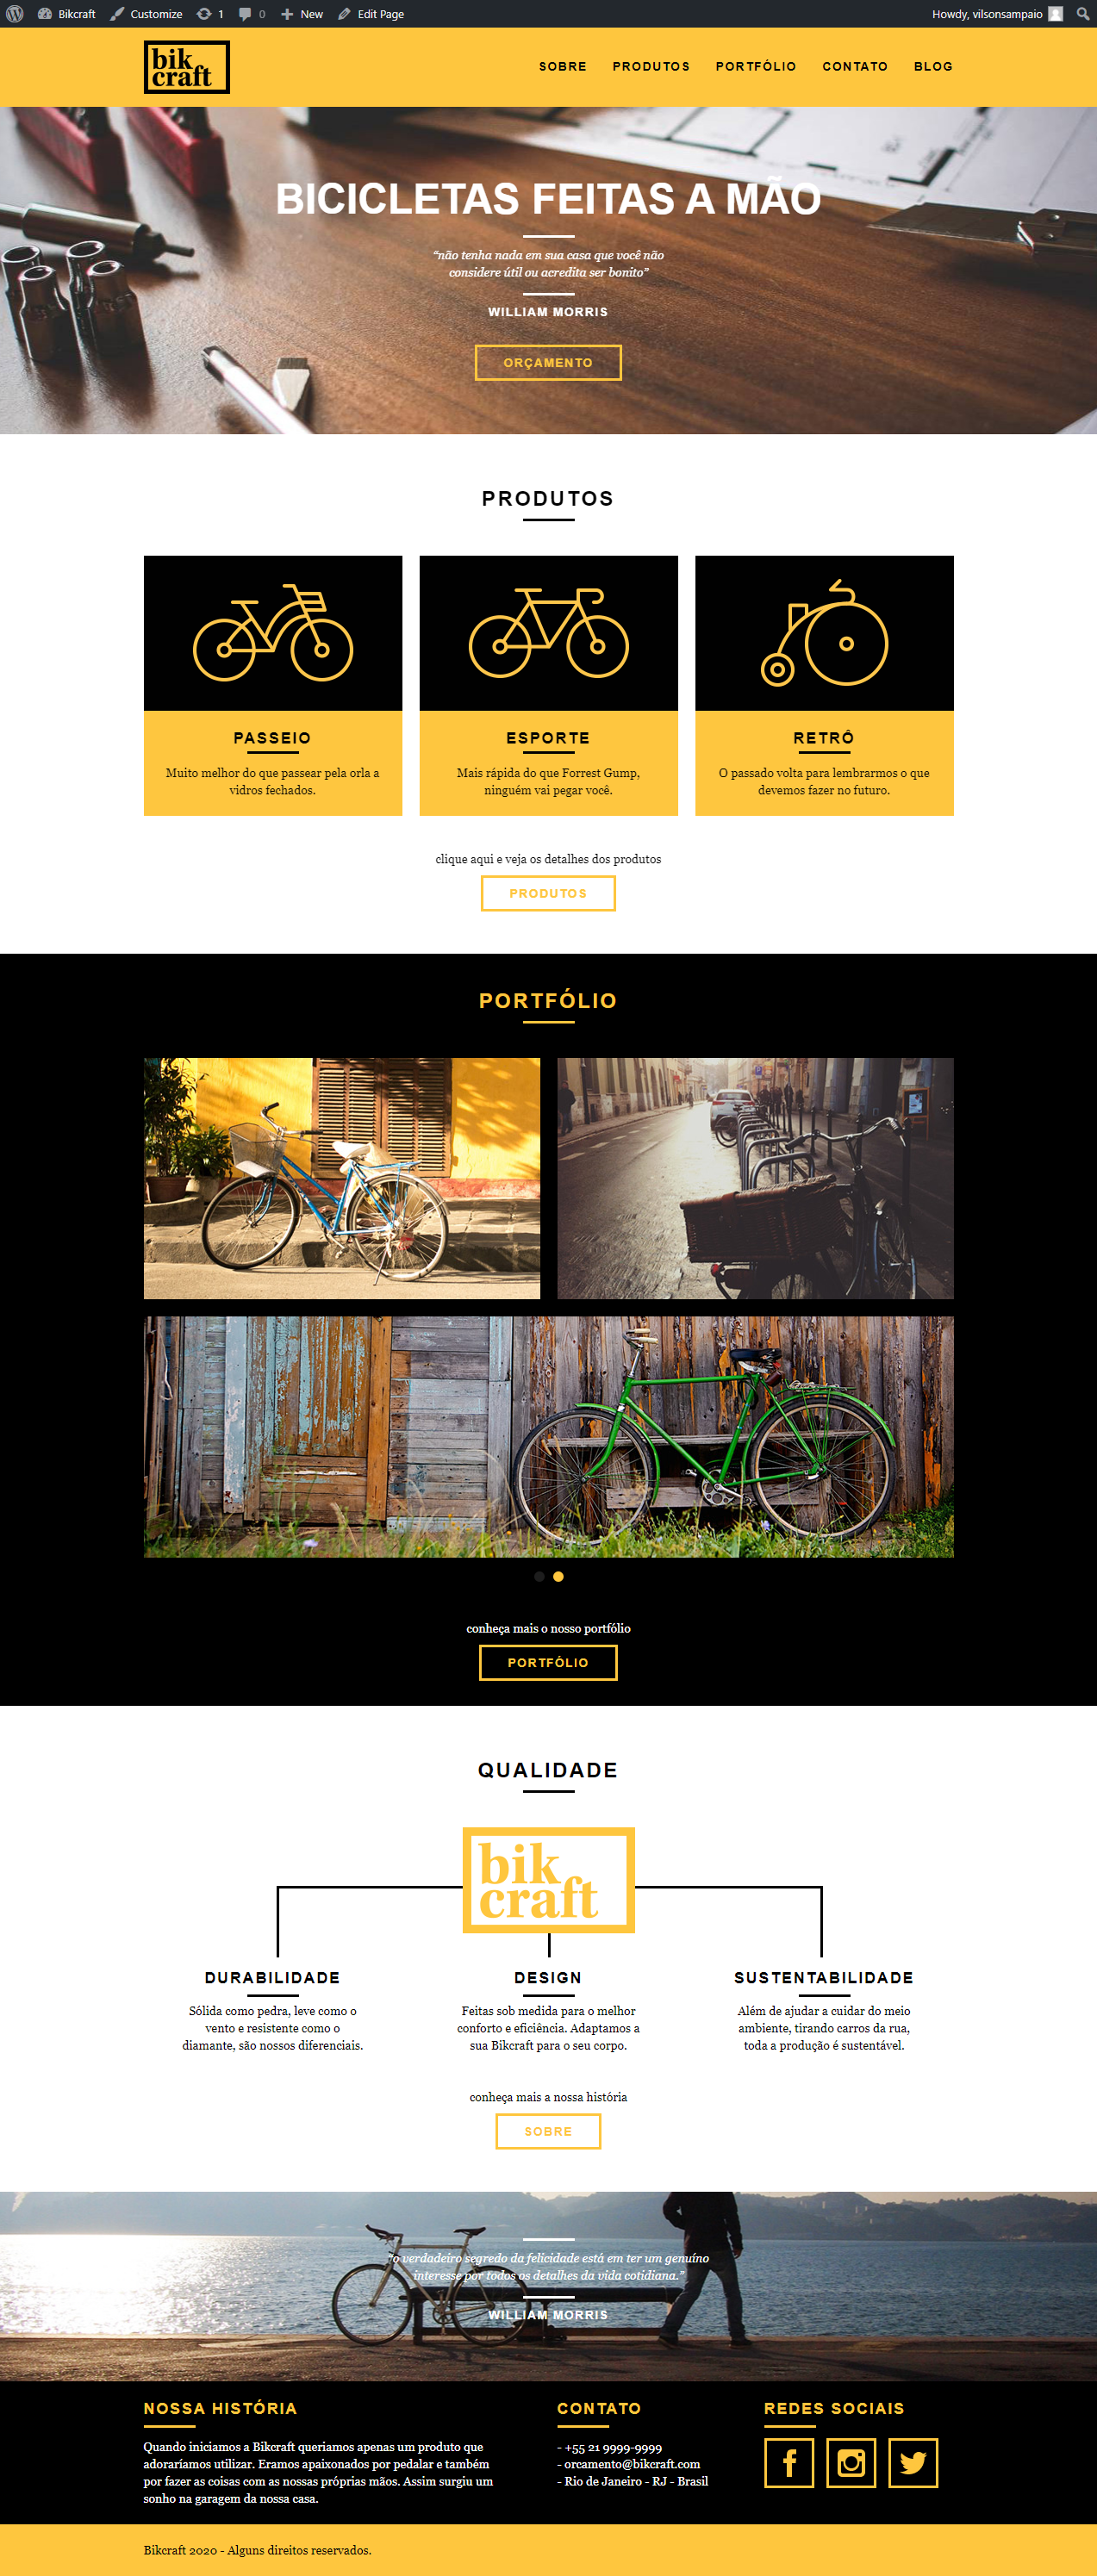 Bikcraft Customize 1 0 New Edit Page Howdy, vilsonsampaio
bik
craft
SOBRE PRODUTOS PORTFÓLIO CONTATO BLOG
BICICLETAS FEITAS A MÃO
“não tenha nada em sua casa que você não
considere útil ou acredita ser bonito”
WILLIAM MORRIS
ORÇAMENTO
PRODUTOS
PASSEIO
Muito melhor do que passear pela orla a
vidros fechados.
ESPORTE
Mais rápida do que Forrest Gump,
ninguém vai pegar você.
RETRÔ
O passado volta para lembrarmos o que
devemos fazer no futuro.
clique aqui e veja os detalhes dos produtos
PRODUTOS
PORTFÓLIO
conheça mais o nosso portfólio
PORTFÓLIO
QUALIDADE
bik
craft
DURABILIDADE
Sólida como pedra, leve como o
vento e resistente como o
diamante, são nossos diferenciais.
DESIGN
Feitas sob medida para o melhor
conforto e eficiência. Adaptamos a
sua Bikcraft para o seu corpo.
SUSTENTABILIDADE
Além de ajudar a cuidar do meio
ambiente, tirando carros da rua,
toda a produção é sustentável.
conheça mais a nossa história
SOBRE
“o verdadeiro segredo da felicidade está em ter um genuíno
interesse por todos os detalhes da vida cotidiana.”
WILLIAM MORRIS
NOSSA HISTÓRIA
Quando iniciamos a Bikcraft queriamos apenas um produto que
adoraríamos utilizar. Eramos apaixonados por pedalar e também
por fazer as coisas com as nossas próprias mãos. Assim surgiu um
sonho na garagem da nossa casa.
CONTATO
- +55 21 9999-9999
- orcamento@bikcraft.com
- Rio de Janeiro - RJ - Brasil
REDES SOCIAIS
Bikcraft 2020 - Alguns direitos reservados.